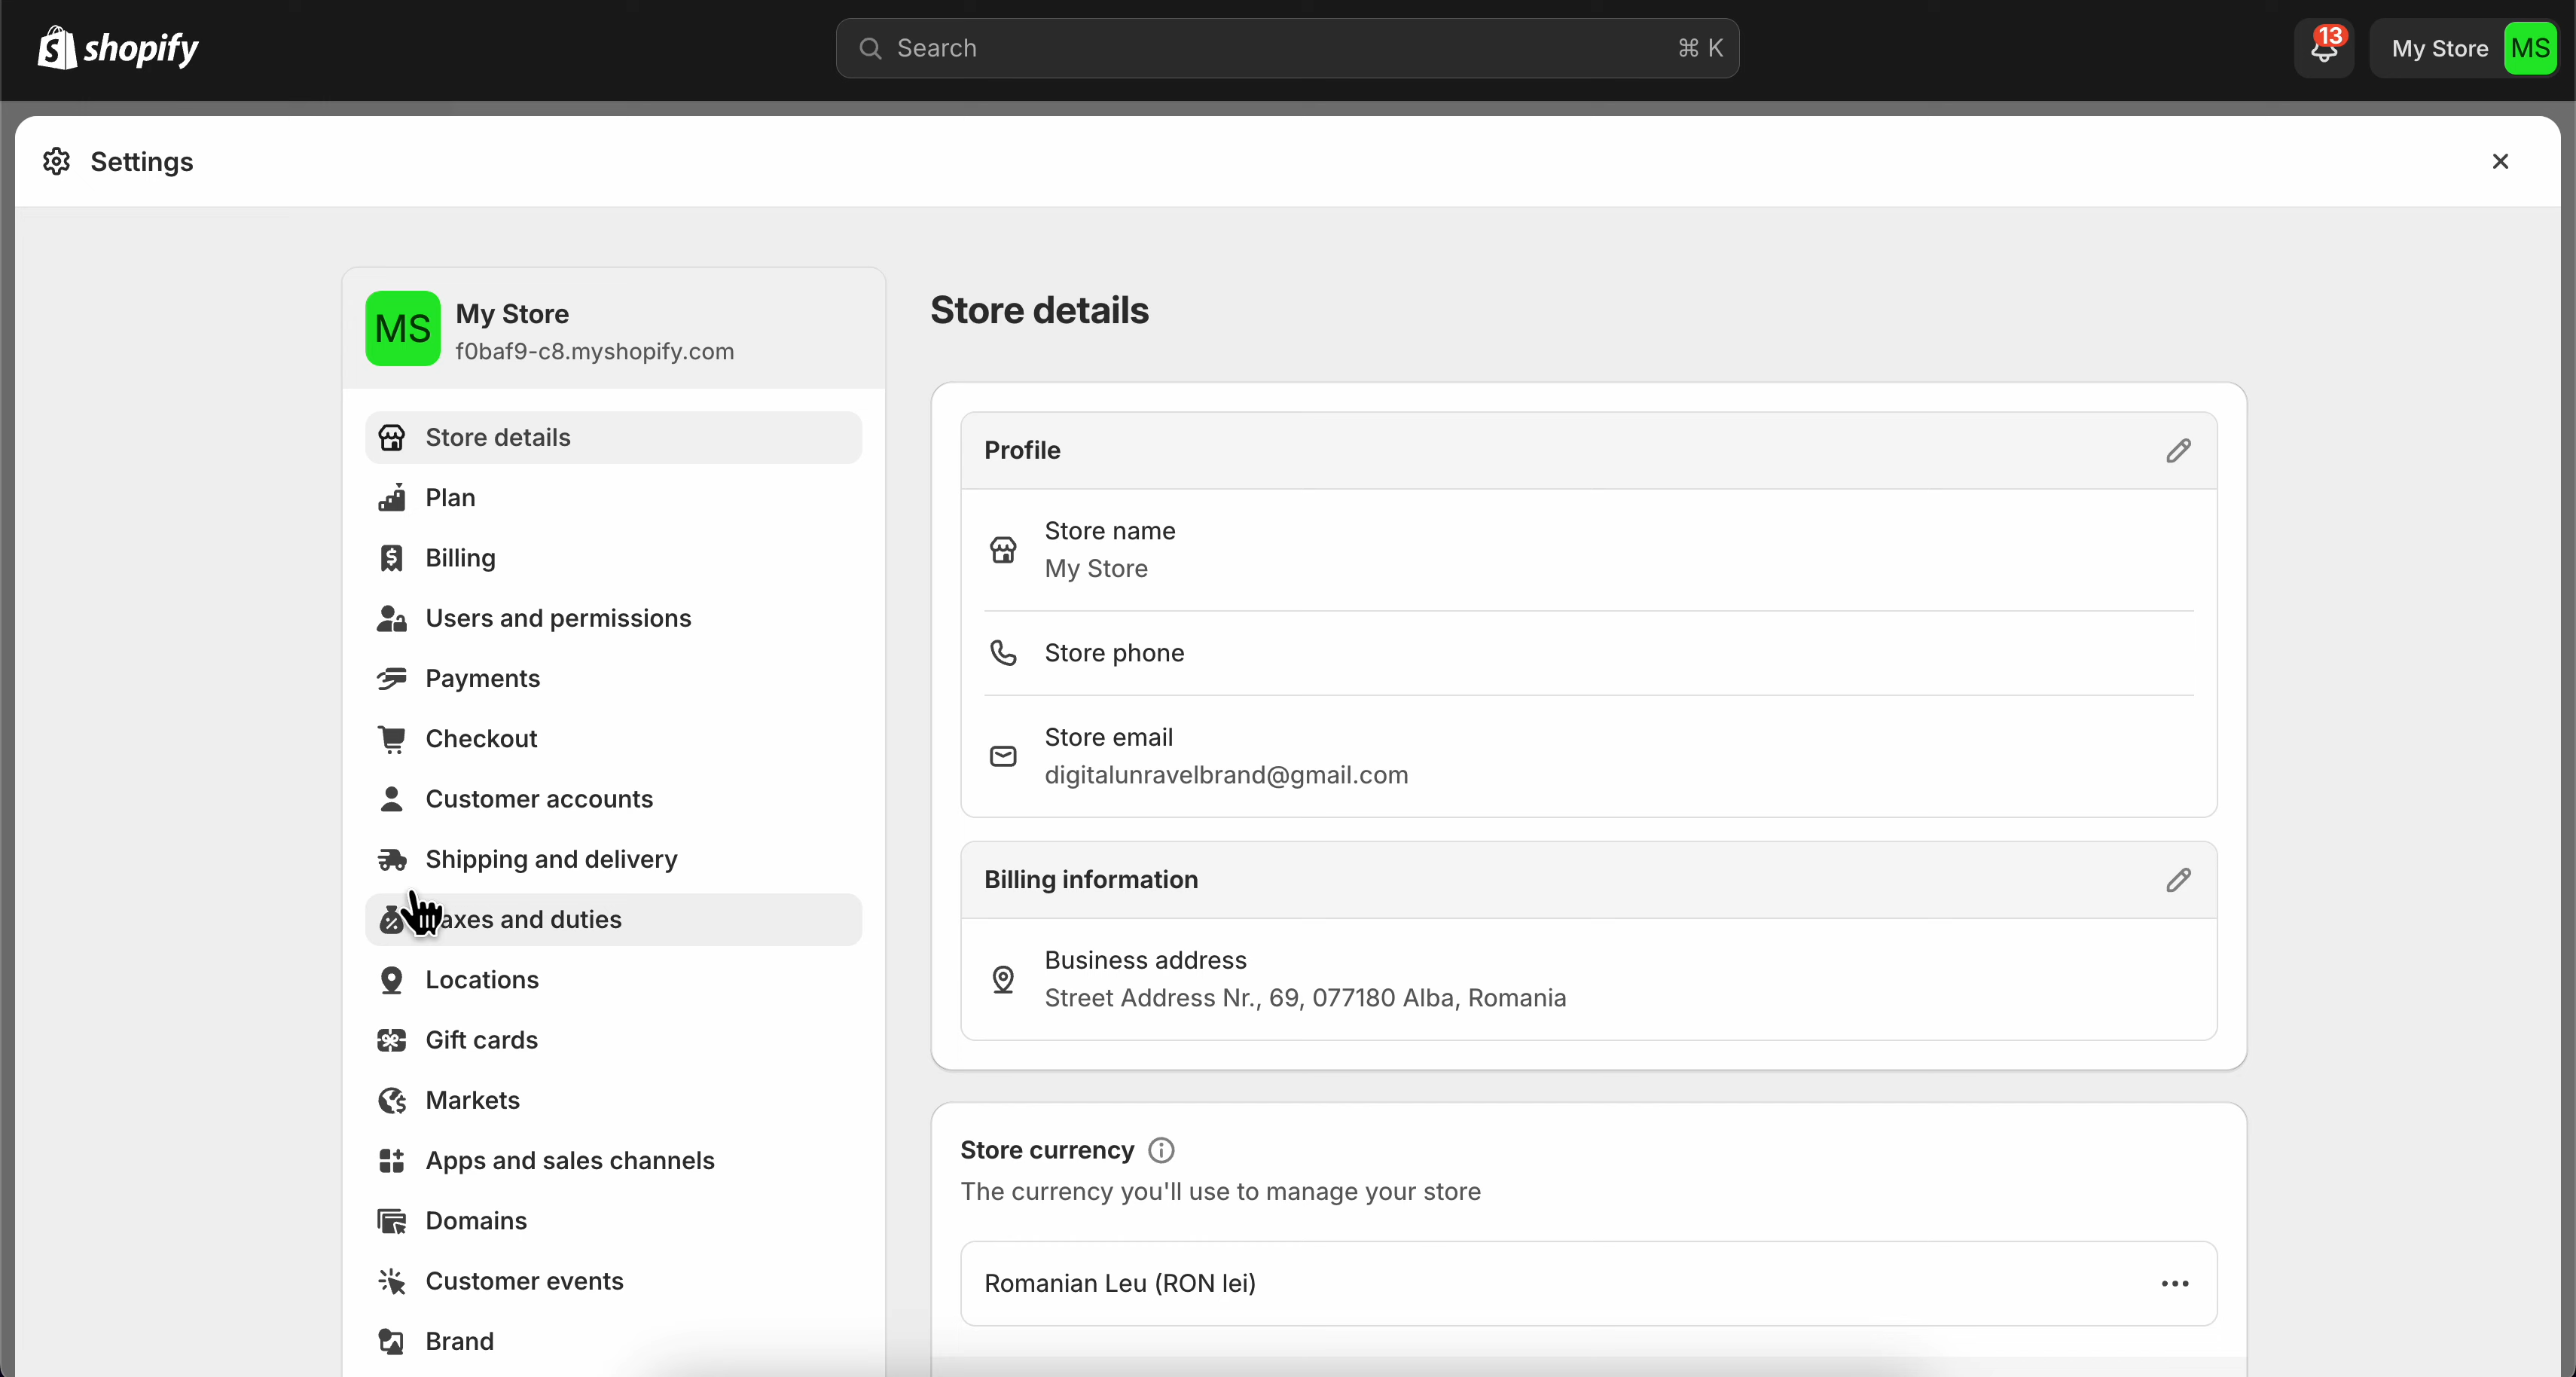 shopify
Search
⌘ K
13
My Store
MS
Settings
MS
My Store
f0baf9-c8.myshopify.com
Store details
Plan
Billing
Users and permissions
Payments
Checkout
Customer accounts
Shipping and delivery
axes and duties
Locations
Gift cards
Markets
Apps and sales channels
Domains
Customer events
Brand
Store details
Profile
Store name
My Store
Store phone
Store email
digitalunravelbrand@gmail.com
Billing information
Business address
Street Address Nr., 69, 077180 Alba, Romania
Store currency
The currency you'll use to manage your store
Romanian Leu (RON lei)